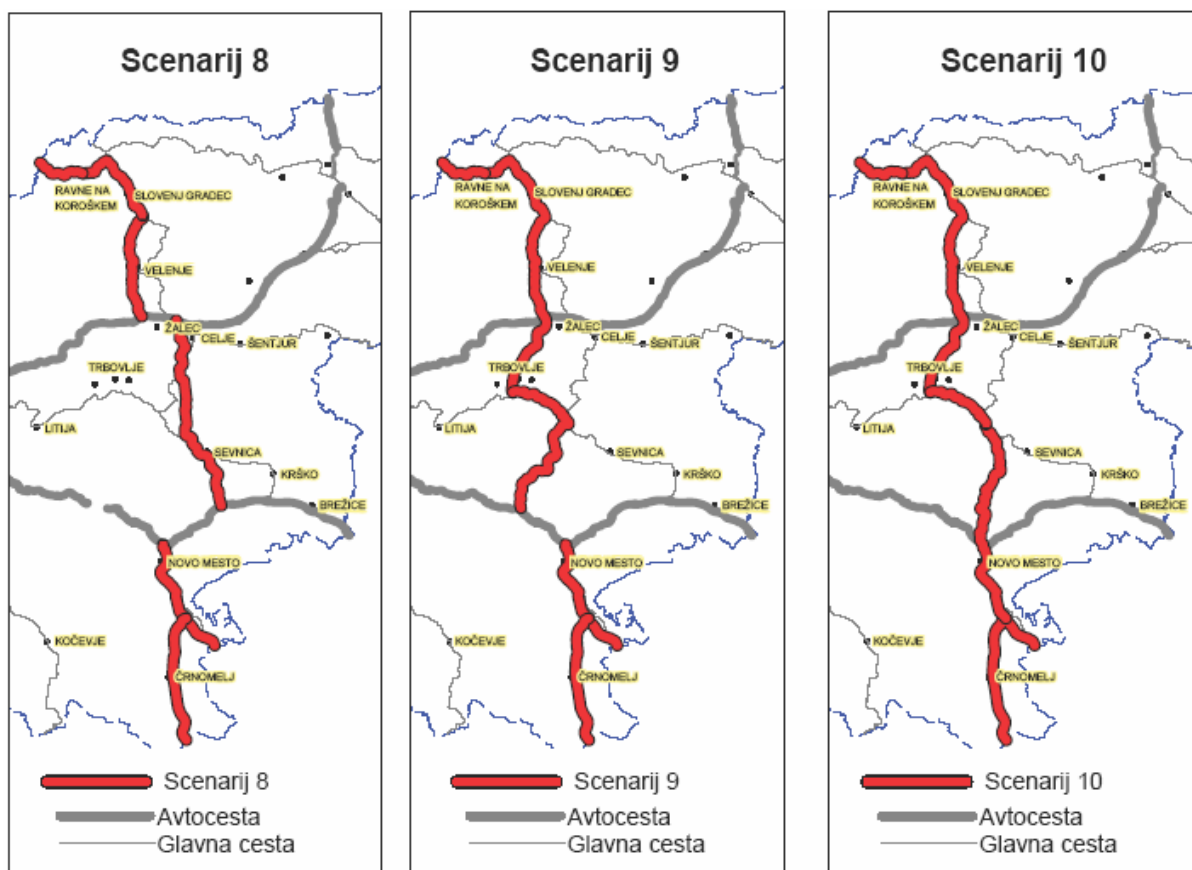 Scenarij 8
RAVNE NA
KOROŠKEM
SLOVENJ GRADEC
VELENJE
ŽALEC
CELJE
ŠENTJUR
TRBOVLJE
LITIJA
SEVNICA
KRŠKO
BREŽICE
NOVO MESTO
KOČEVJE
ČRNOMELJ
Scenarij 8
Avtocesta
Glavna cesta
Scenarij 9
RAVNE NA
KOROŠKEM
SLOVENJ GRADEC
VELENJE
ŽALEC
CELJE
ŠENTJUR
TRBOVLJE
LITIJA
SEVNICA
KRŠKO
BREŽICE
NOVO MESTO
KOČEVJE
ČRNOMELJ
Scenarij 9
Avtocesta
Glavna cesta
Scenarij 10
RAVNE NA
KOROŠKEM
SLOVENJ GRADEC
VELENJE
ŽALEC
CELJE
ŠENTJUR
TRBOVLJE
LITIJA
SEVNICA
KRŠKO
BREŽICE
NOVO MESTO
KOČEVJE
ČRNOMELJ
Scenarij 10
Avtocesta
Glavna cesta